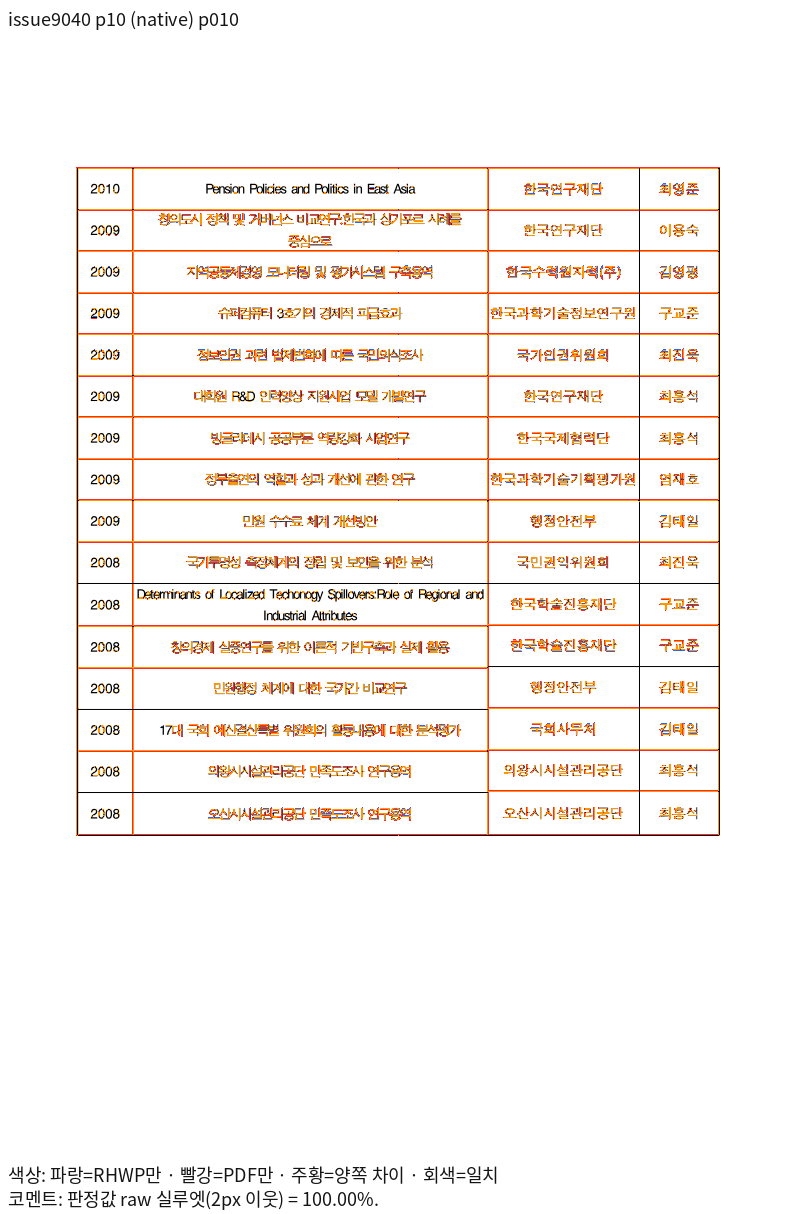 issue9040 p10 (native) p010
2010 Pension Policies and Politics in East Asia 한국연구재단 최영준
2009 창의도시 정책 및 거버넌스 비교연구:한국과 싱가포르 사례를 중심으로 한국연구재단 이용숙
2009 지역공동체경영 모니터링 및 평가시스템 구축용역 한국수력원자력(주) 김영평
2009 슈퍼컴퓨터 3호기의 경제적 파급효과 한국과학기술정보연구원 구교준
2009 정보인권 관련 법제변화에 따른 국민의식조사 국가인권위원회 최진욱
2009 대학원 R&D 인력양상 지원사업 모델 개발연구 한국연구재단 최흥석
2009 방글라데시 공공부문 역량강화 사업연구 한국국제협력단 최흥석
2009 정부출연의 역할과 성과 개선에 관한 연구 한국과학기술기획평가원 염재호
2009 민원 수수료 체계 개선방안 행정안전부 김태일
2008 국가투명성 측정체계의 정립 및 보안을 위한 분석 국민권익위원회 최진욱
2008 Determinants of Localized Techonogy Spillovers:Role of Regional and Industrial Attributes 한국학술진흥재단 구교준
2008 창의경제 실증연구를 위한 이론적 기반구축과 실제 활용 한국학술진흥재단 구교준
2008 민원행정 체계에 대한 국가간 비교연구 행정안전부 김태일
2008 17대 국회 예산결산특별 위원회의 활동내용에 대한 분석평가 국회사무처 김태일
2008 의왕시시설관리공단 만족도조사 연구용역 의왕시시설관리공단 최흥석
2008 오산시시설관리공단 만족도조사 연구용역 오산시시설관리공단 최흥석
색상: 파랑=RHWP만 · 빨강=PDF만 · 주황=양쪽 차이 · 회색=일치
코멘트: 판정값 raw 실루엣(2px 이웃) = 100.00%.